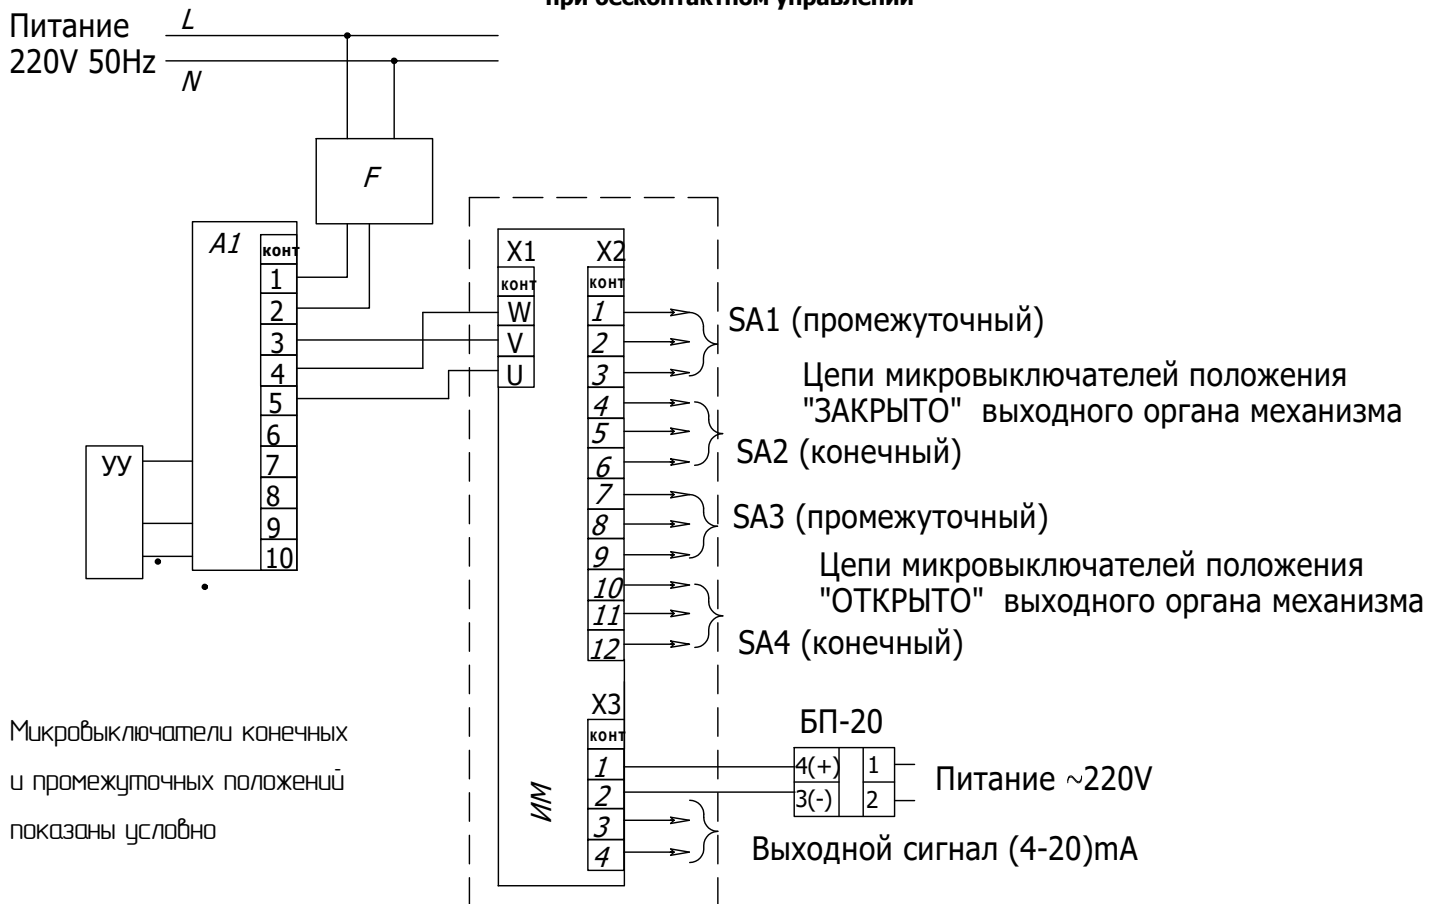 при бесконтактном управлении
Питание L
220V 50Hz N
F
A1
конт
1
2
3
4
5
6
7
8
9
10
УУ
X1
конт
W
V
U
X2
конт
1
2
3
4
5
6
7
8
9
10
11
12
SA1 (промежуточный)
Цепи микровыключателей положения
"ЗАКРЫТО" выходного органа механизма
SA2 (конечный)
SA3 (промежуточный)
Цепи микровыключателей положения
"ОТКРЫТО" выходного органа механизма
SA4 (конечный)
X3
конт
1
2
3
4
ИМ
БП-20
4(+) 1
3(-) 2
Питание ~220V
Выходной сигнал (4-20)mA
Микровыключатели конечных
и промежуточных положений
показаны условно